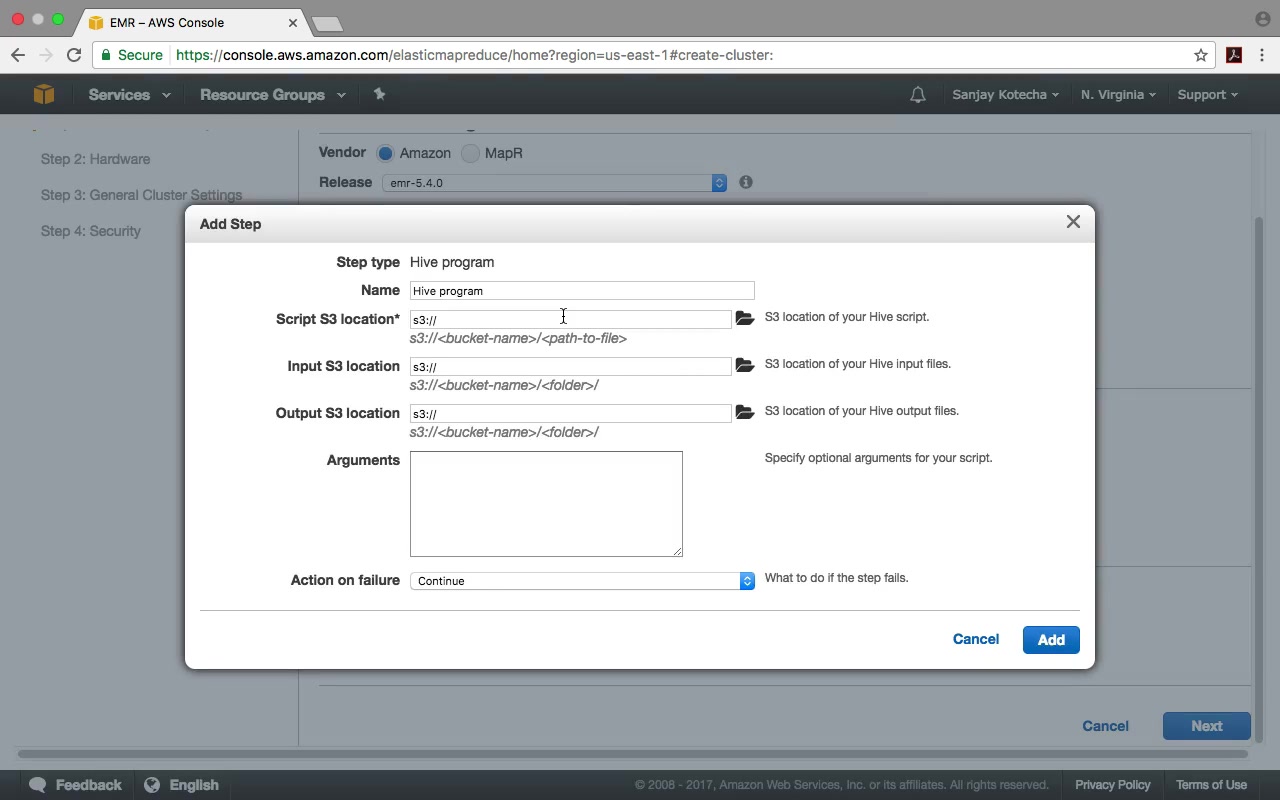 EMR – AWS Console
Secure https://console.aws.amazon.com/elasticmapreduce/home?region=us-east-1#create-cluster:
Services Resource Groups Sanjay Kotecha N. Virginia Support
Step 2: Hardware
Step 3: General Cluster Settings
Step 4: Security
Vendor Amazon MapR
Release emr-5.4.0
Add Step
Step type Hive program
Name Hive program
Script S3 location* s3:// S3 location of your Hive script.
s3://<bucket-name>/<path-to-file>
Input S3 location s3:// S3 location of your Hive input files.
s3://<bucket-name>/<folder>/
Output S3 location s3:// S3 location of your Hive output files.
s3://<bucket-name>/<folder>/
Arguments Specify optional arguments for your script.
Action on failure Continue What to do if the step fails.
Cancel Add
Cancel Next
Feedback English © 2008 - 2017, Amazon Web Services, Inc. or its affiliates. All rights reserved. Privacy Policy Terms of Use